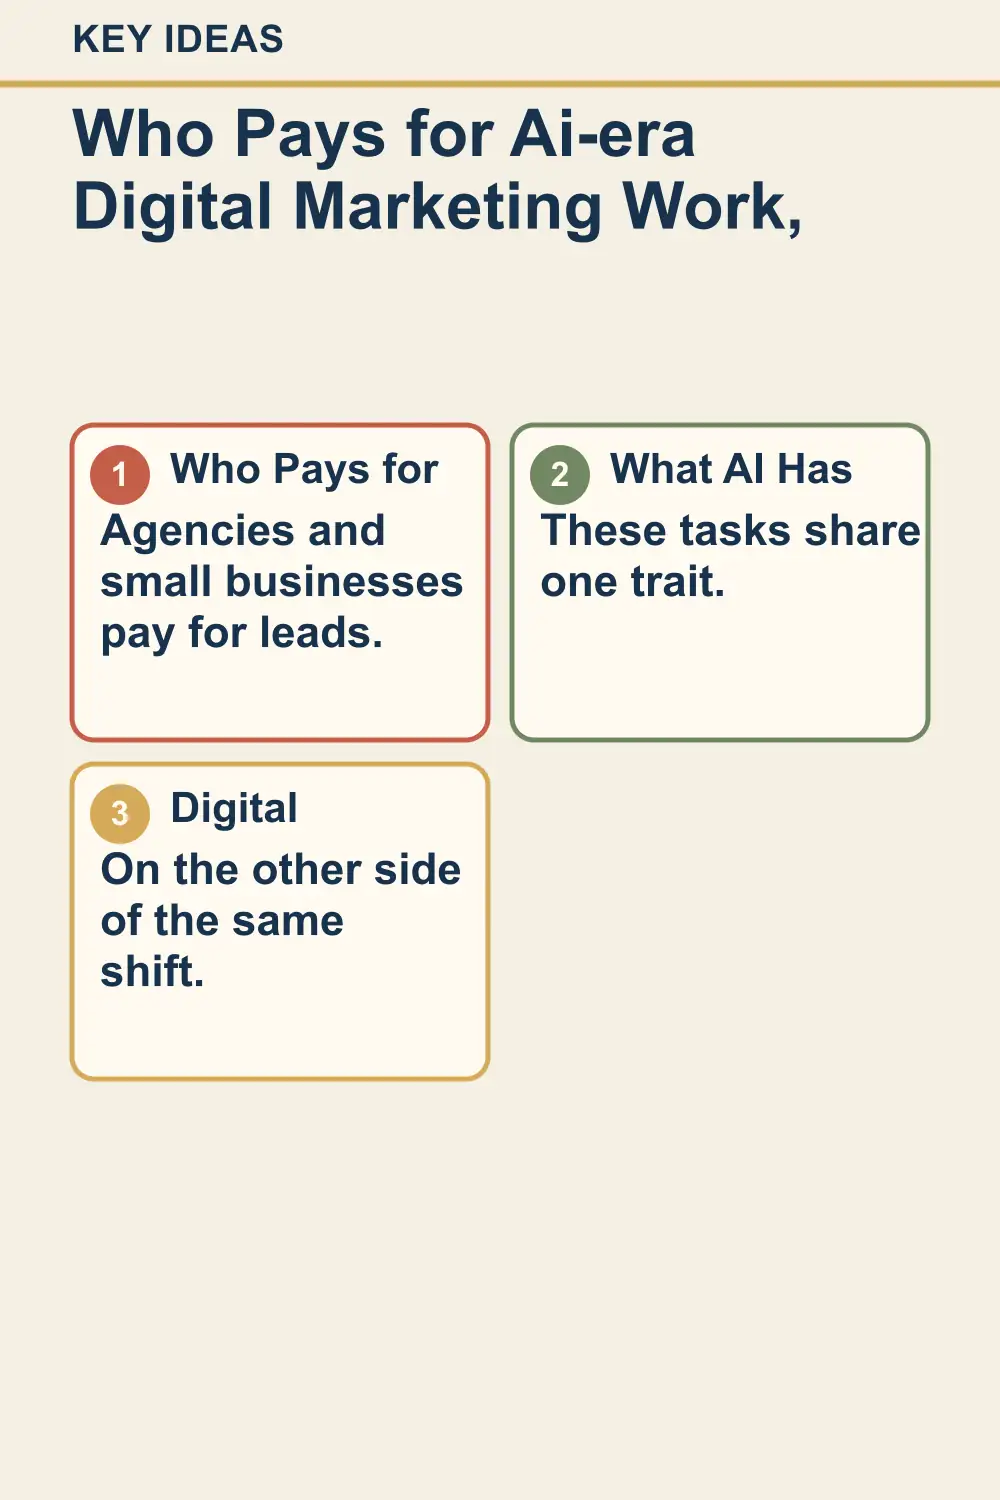 KEY IDEAS
Who Pays for Ai-era
Digital Marketing Work,
1 Who Pays for
Agencies and
small businesses
pay for leads.
2 What AI Has
These tasks share
one trait.
3 Digital
On the other side
of the same
shift.